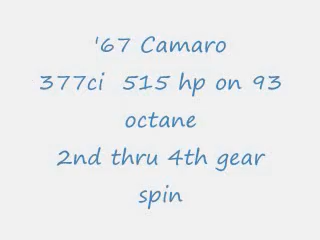 '67 Camaro
377ci  515 hp on 93
octane
2nd thru 4th gear
spin